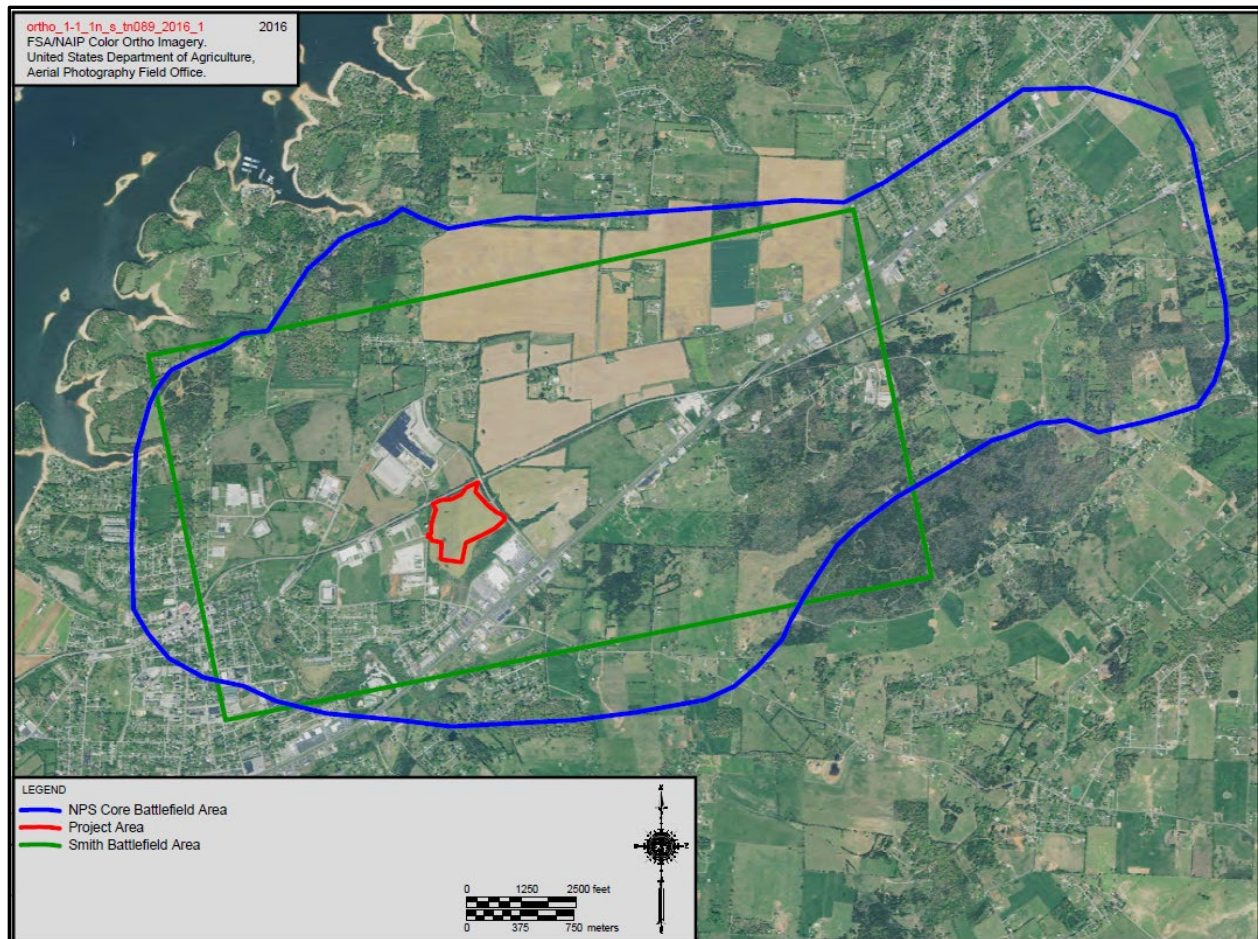 ortho_1-1_1n_s_tn089_2016_1 2016
FSA/NAIP Color Ortho Imagery.
United States Department of Agriculture,
Aerial Photography Field Office.
LEGEND
NPS Core Battlefield Area
Project Area
Smith Battlefield Area
0 1250 2500 feet
0 375 750 meters